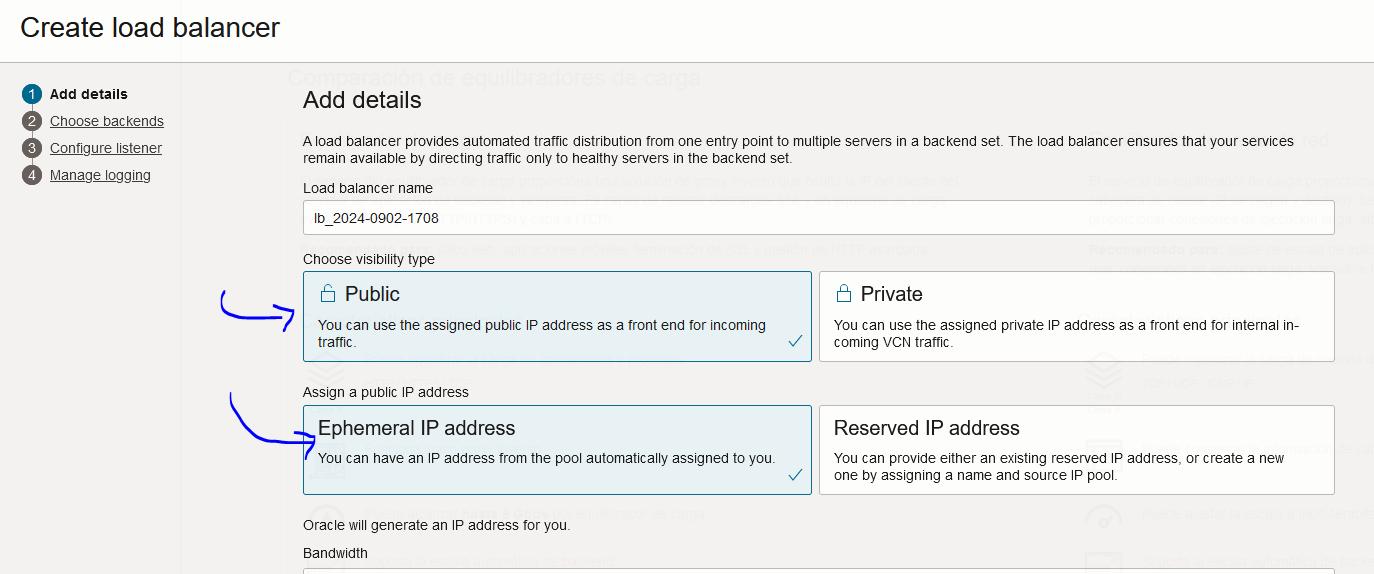 Create load balancer
1 Add details
2 Choose backends
3 Configure listener
4 Manage logging
Comparación de equilibradores de carga
Add details
A load balancer provides automated traffic distribution from one entry point to multiple servers in a backend set. The load balancer ensures that your services
remain available by directing traffic only to healthy servers in the backend set.
Load balancer name
lb_2024-0902-1708
Choose visibility type
Public
You can use the assigned public IP address as a front end for incoming
traffic.
Private
You can use the assigned private IP address as a front end for internal in-
coming VCN traffic.
Assign a public IP address
Ephemeral IP address
You can have an IP address from the pool automatically assigned to you.
Reserved IP address
You can provide either an existing reserved IP address, or create a new
one by assigning a name and source IP pool.
Oracle will generate an IP address for you.
Bandwidth